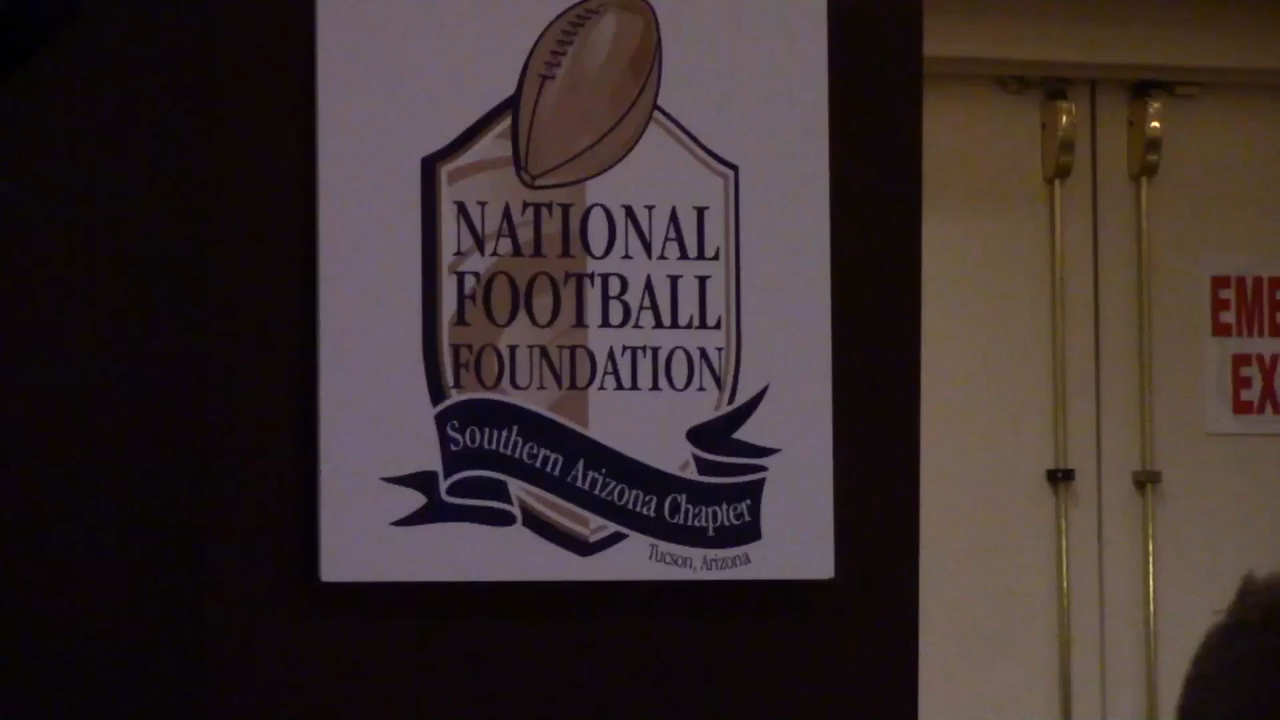 NATIONAL
FOOTBALL
FOUNDATION
Southern Arizona Chapter
Tucson, Arizona
EME
EX